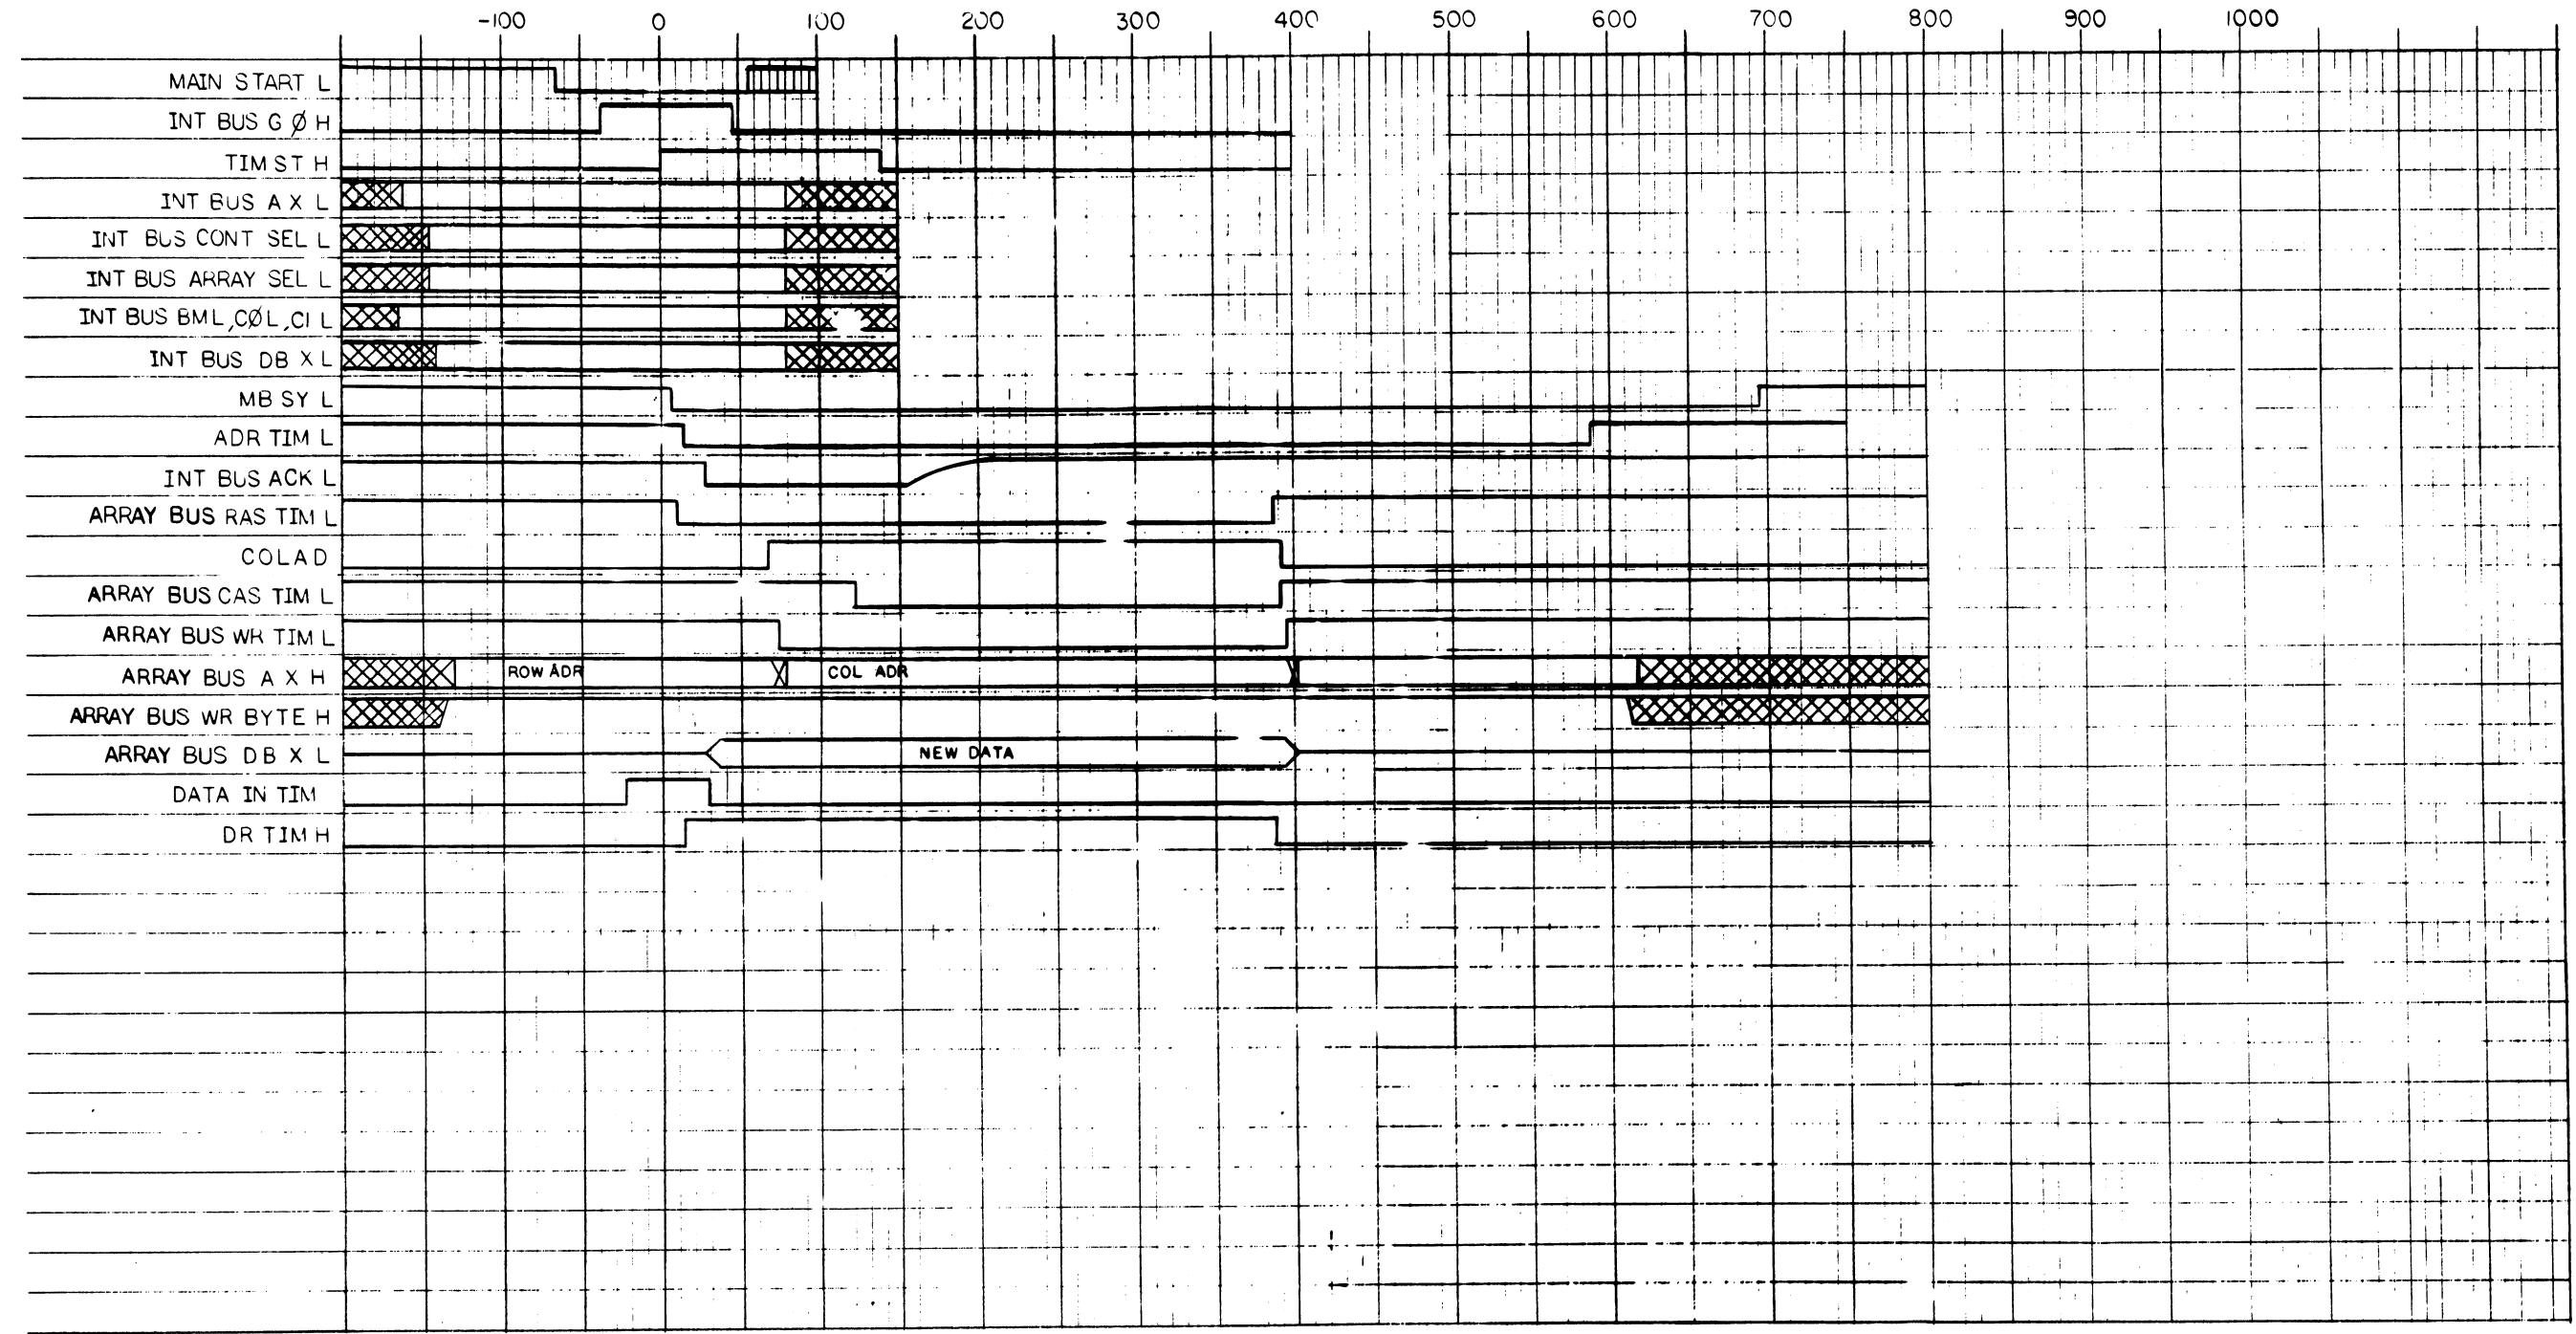 -100 0 100 200 300 400 500 600 700 800 900 1000
MAIN START L
INT BUS G Ø H
TIM ST H
INT BUS A X L
INT BUS CONT SEL L
INT BUS ARRAY SEL L
INT BUS BML,CØL,CI L
INT BUS DB X L
MB SY L
ADR TIM L
INT BUS ACK L
ARRAY BUS RAS TIM L
COLAD
ARRAY BUS CAS TIM L
ARRAY BUS WR TIM L
ARRAY BUS A X H ROW ADR COL ADR
ARRAY BUS WR BYTE H
ARRAY BUS DB X L NEW DATA
DATA IN TIM
DR TIM H